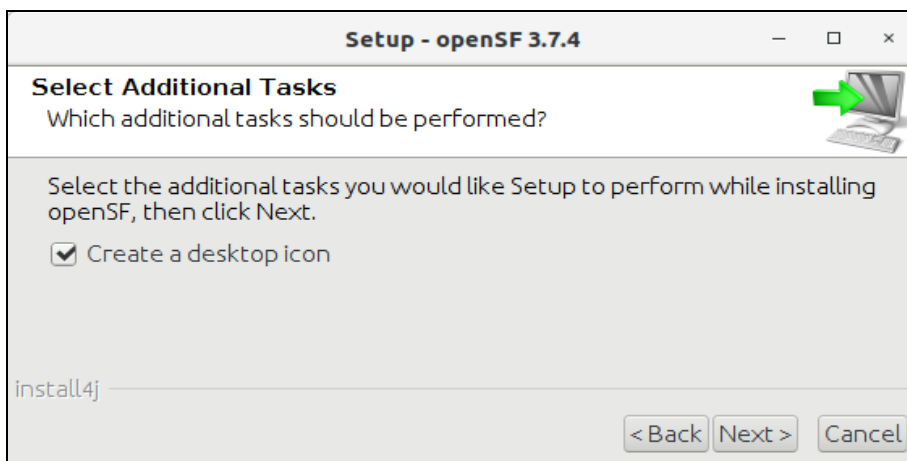 Setup - openSF 3.7.4
Select Additional Tasks
Which additional tasks should be performed?
Select the additional tasks you would like Setup to perform while installing
openSF, then click Next.
Create a desktop icon
install4j
< Back Next > Cancel